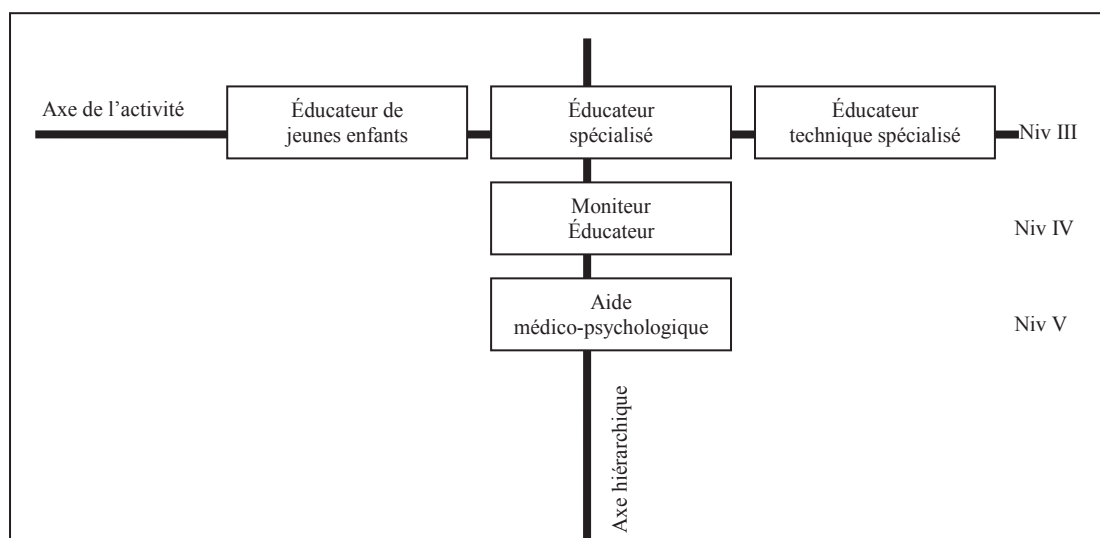 Axe de l'activité
Éducateur de
jeunes enfants
Éducateur
spécialisé
Éducateur
technique spécialisé
Niv III
Moniteur
Éducateur
Niv IV
Aide
médico-psychologique
Niv V
Axe hiérarchique